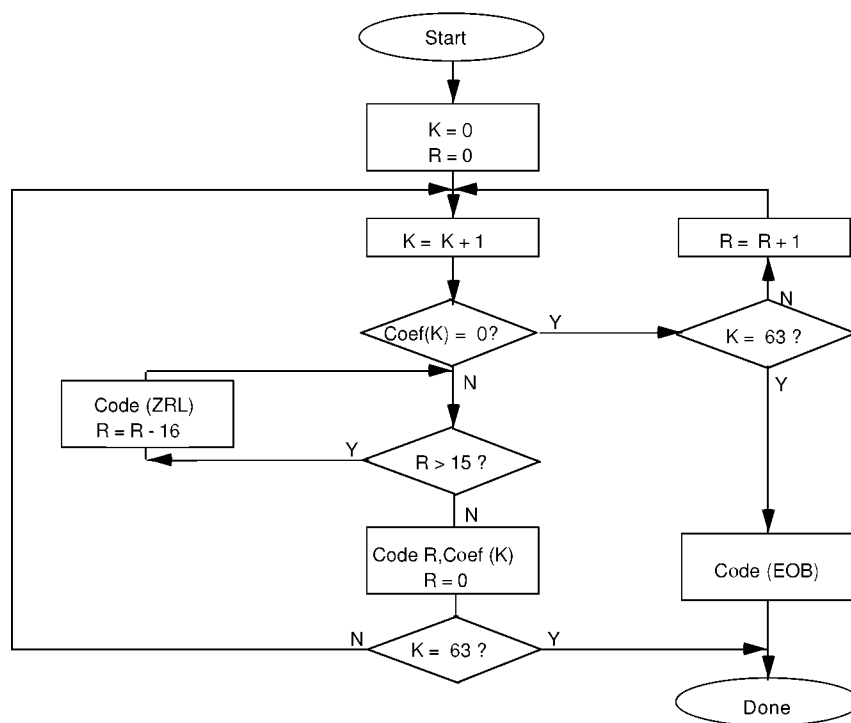 Start
K = 0
R = 0
K = K + 1
R = R + 1
N
Coef(K) = 0?
Y
K = 63 ?
N
Y
Code (ZRL)
R = R - 16
Y
R > 15 ?
N
Code R,Coef (K)
R = 0
Code (EOB)
N
K = 63 ?
Y
Done